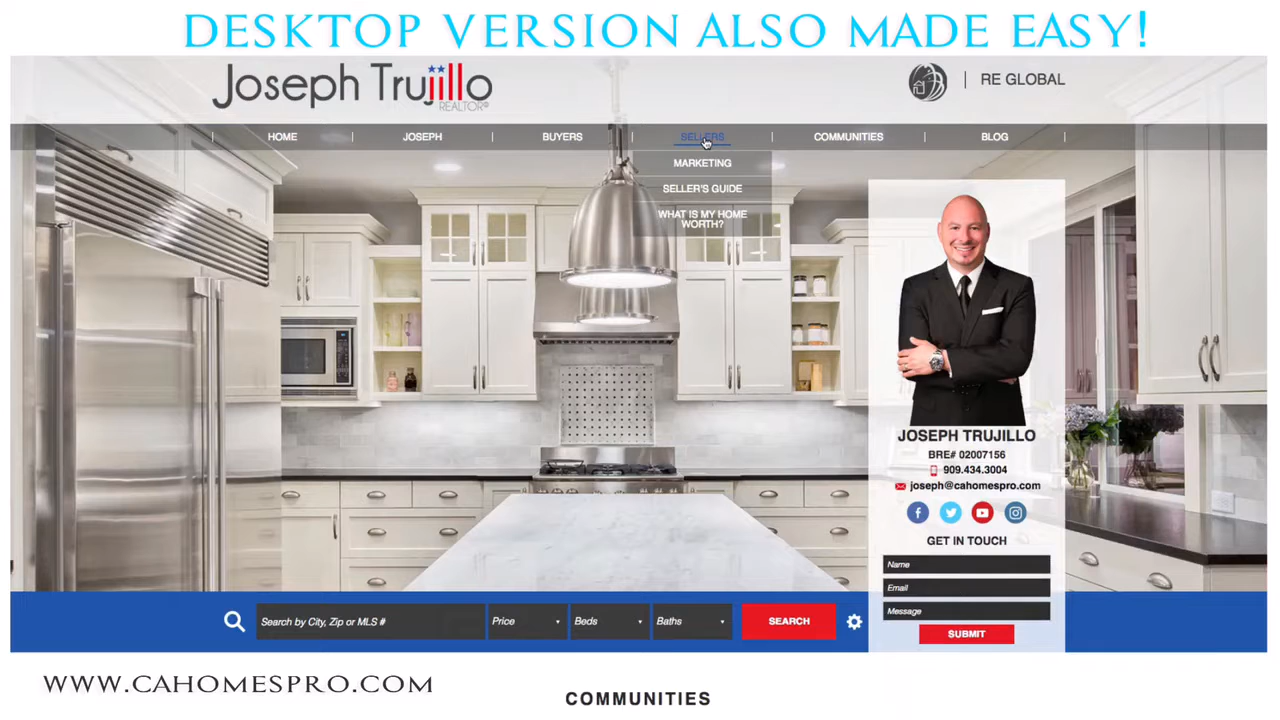 DESKTOP VERSION ALSO MADE EASY!
Joseph Trujillo
REALTOR®
RE GLOBAL
HOME
JOSEPH
BUYERS
SELLERS
COMMUNITIES
BLOG
MARKETING
SELLER'S GUIDE
WHAT IS MY HOME
WORTH?
JOSEPH TRUJILLO
BRE# 02007156
909.434.3004
joseph@cahomespro.com
GET IN TOUCH
Name
Email
Message
SUBMIT
Search by City, Zip or MLS #
Price
Beds
Baths
SEARCH
WWW.CAHOMESPRO.COM
COMMUNITIES